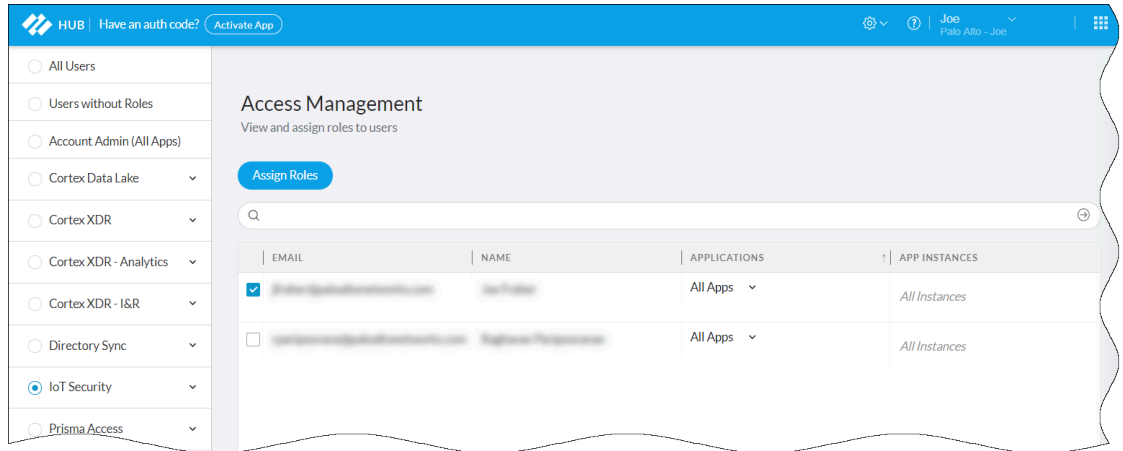 HUB | Have an auth code? Activate App
Joe
Palo Alto - Joe
All Users
Users without Roles
Account Admin (All Apps)
Cortex Data Lake
Cortex XDR
Cortex XDR - Analytics
Cortex XDR - I&R
Directory Sync
IoT Security
Prisma Access
Access Management
View and assign roles to users
Assign Roles
EMAIL NAME APPLICATIONS APP INSTANCES
All Apps All Instances
All Apps All Instances